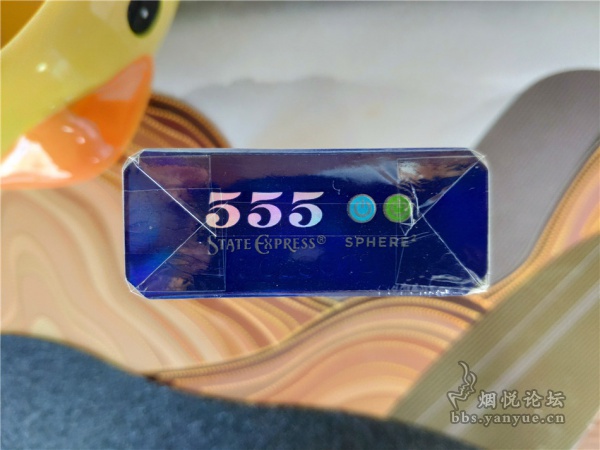 555
STATE EXPRESS®
SPHERE
烟悦论坛
bbs.yanyue.cn